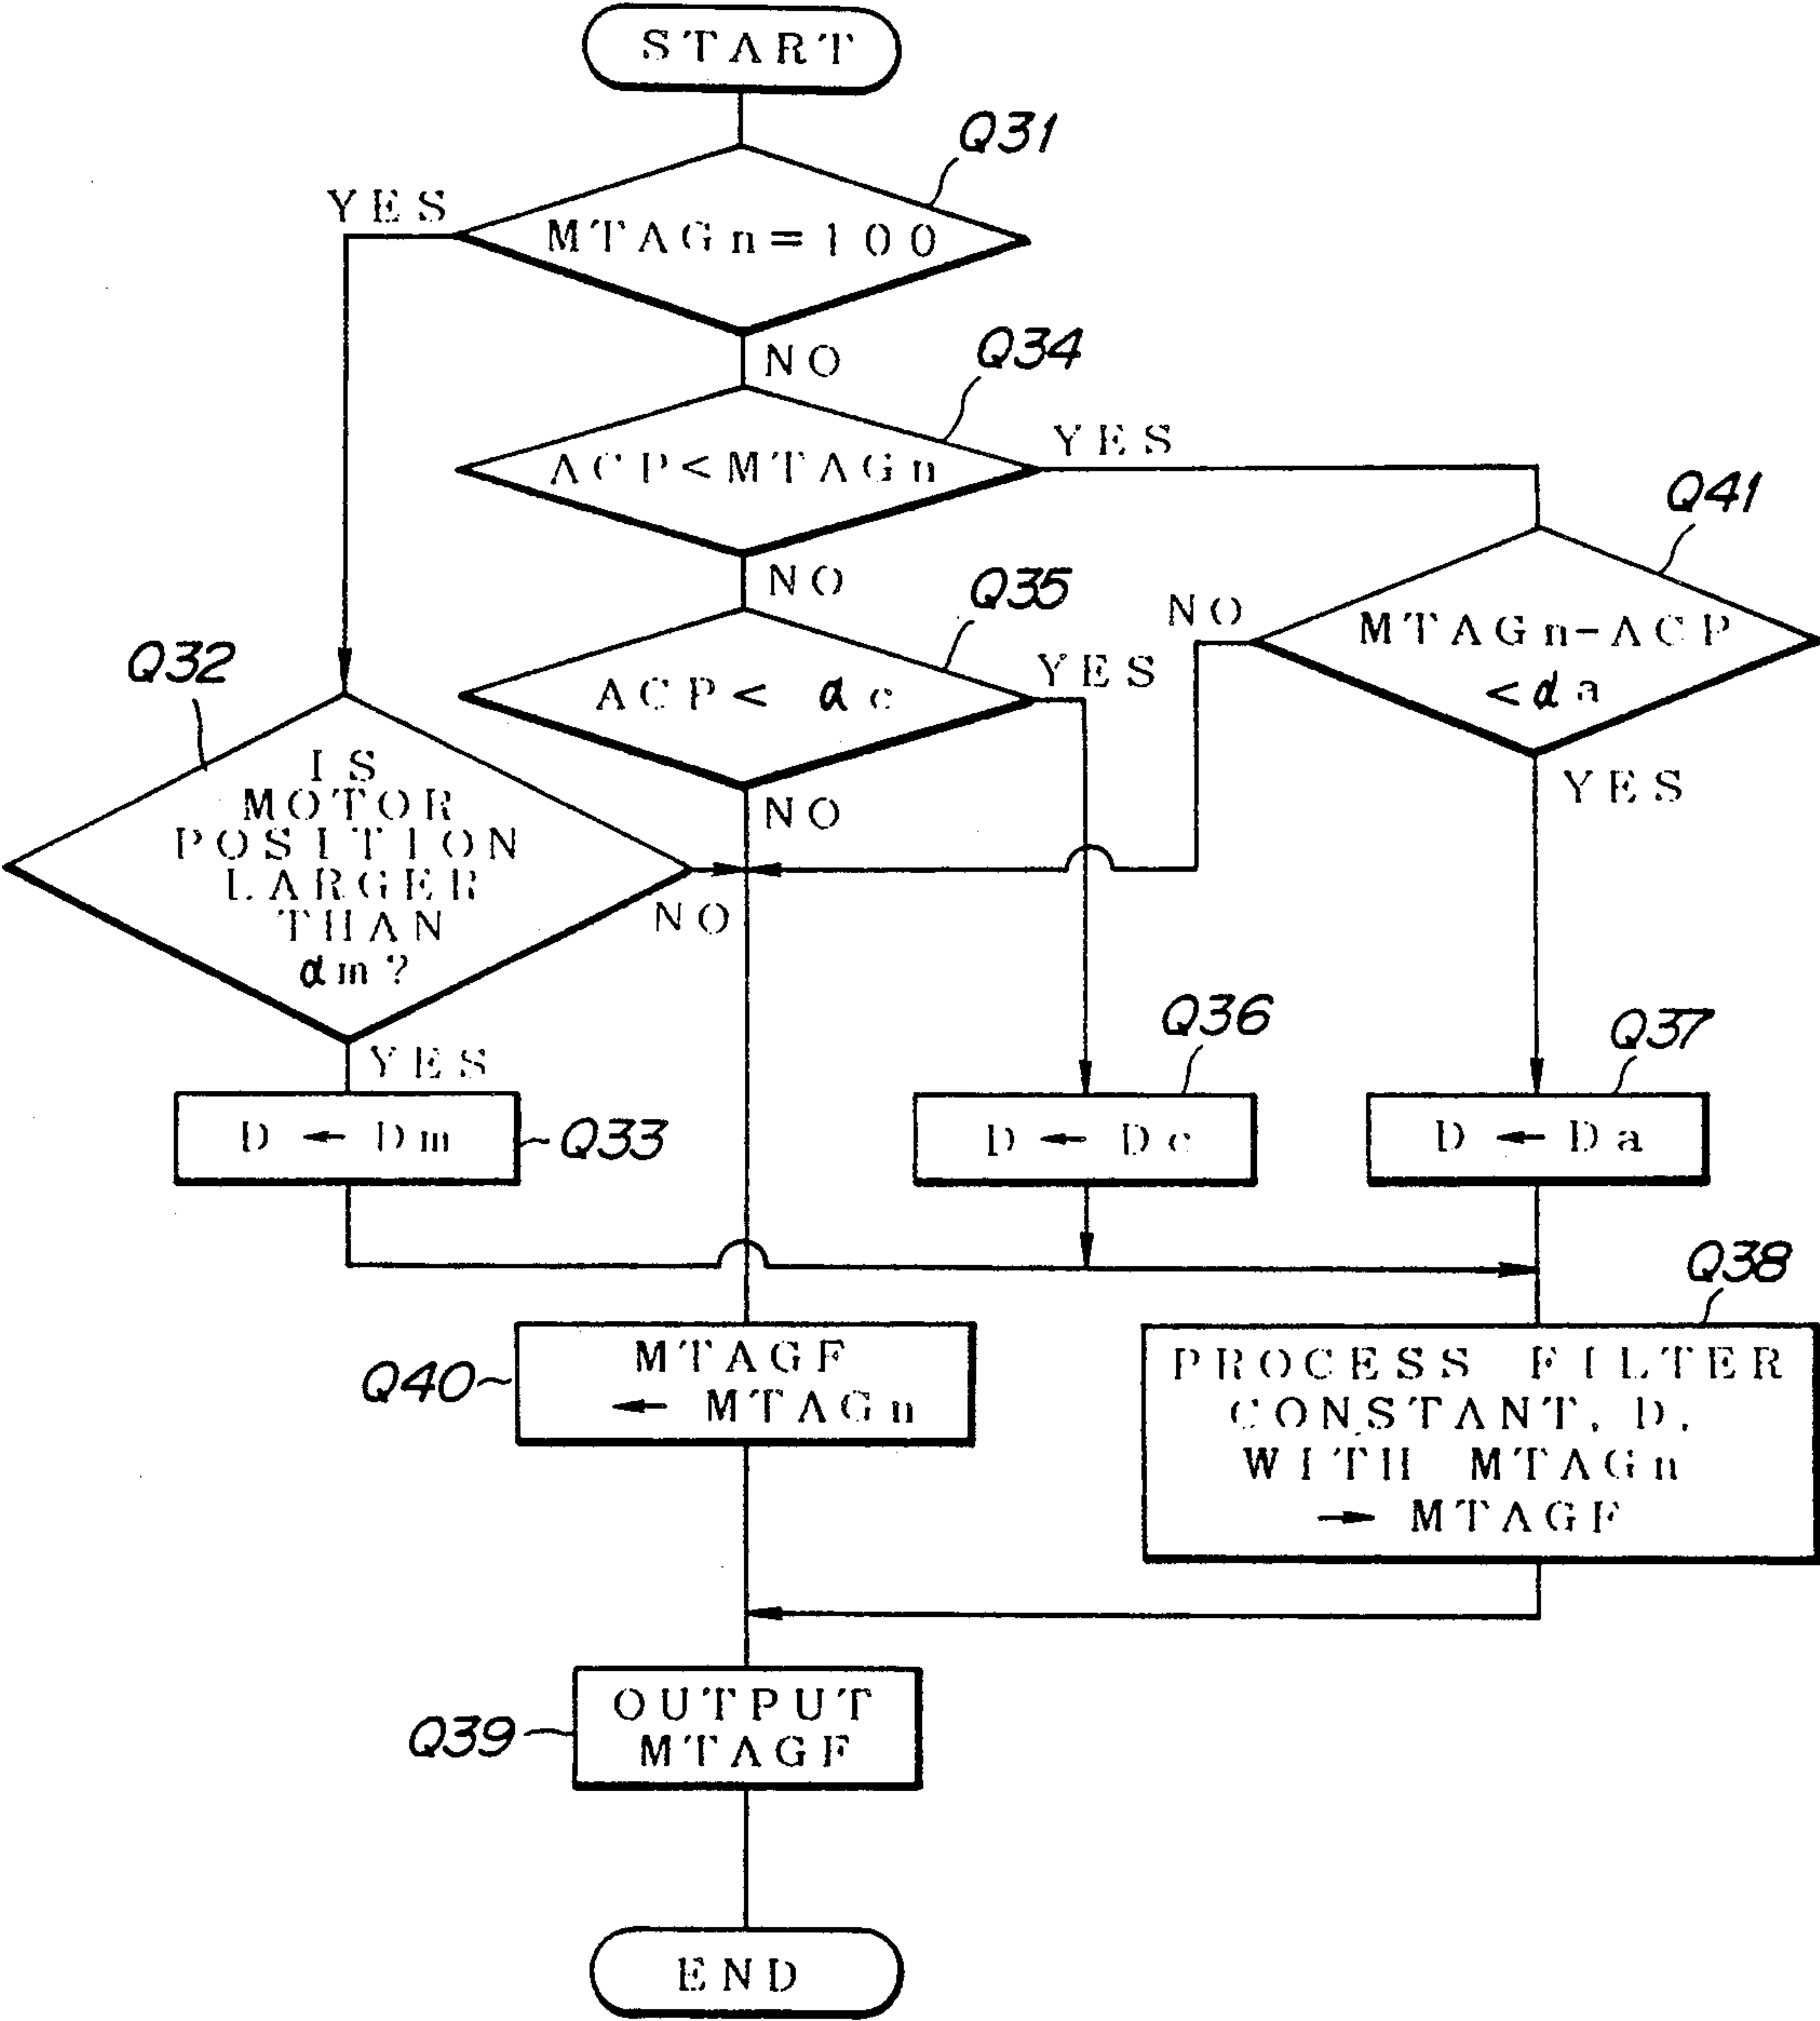 START
Q31
YES
MTAGn=100
NO
Q34
ACP<MTAGn
YES
Q41
NO
Q35
NO
MTAGn-ACP
<αa
Q32
ACP< αc
YES
YES
IS
MOTOR
POSITION
LARGER
THAN
αm?
NO
NO
YES
Q36
Q37
D ← Dm
Q33
D ← Dc
D ← Da
Q38
Q40
MTAGF
← MTAGn
PROCESS FILTER
CONSTANT, D,
WITH MTAGn
→ MTAGF
Q39
OUTPUT
MTAGF
END